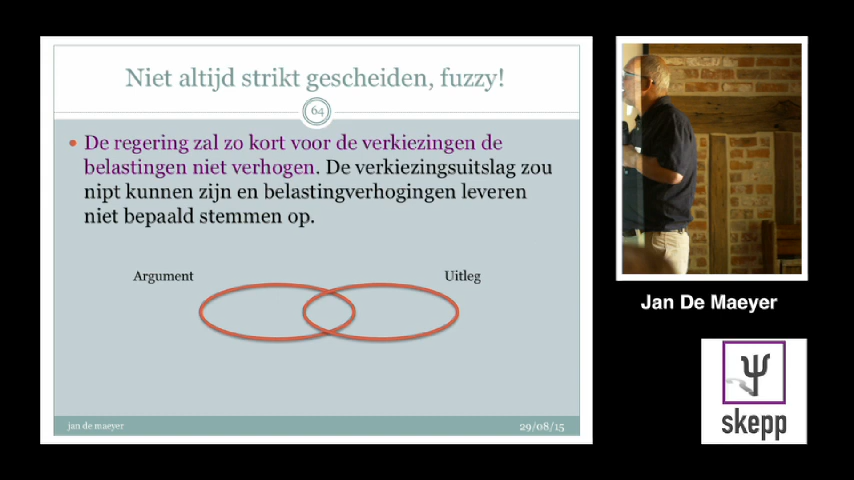 Niet altijd strikt gescheiden, fuzzy!
64
De regering zal zo kort voor de verkiezingen de
belastingen niet verhogen. De verkiezingsuitslag zou
nipt kunnen zijn en belastingverhogingen leveren
niet bepaald stemmen op.
Argument
Uitleg
jan de maeyer
29/08/15
Jan De Maeyer
skepp